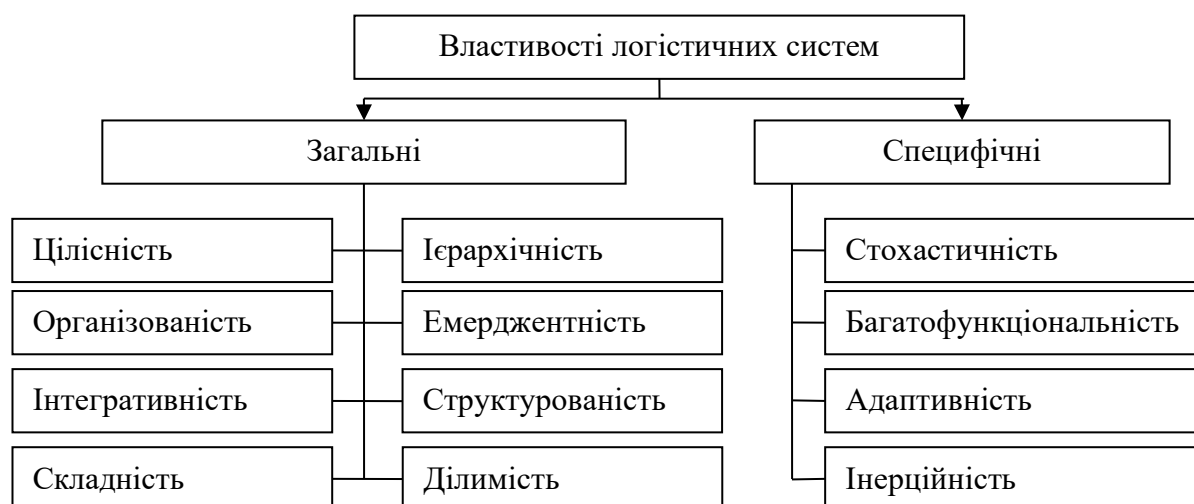 Властивості логістичних систем
Загальні
Специфічні
Цілісність
Ієрархічність
Стохастичність
Організованість
Емерджентність
Багатофункціональність
Інтегративність
Структурованість
Адаптивність
Складність
Ділимість
Інерційність